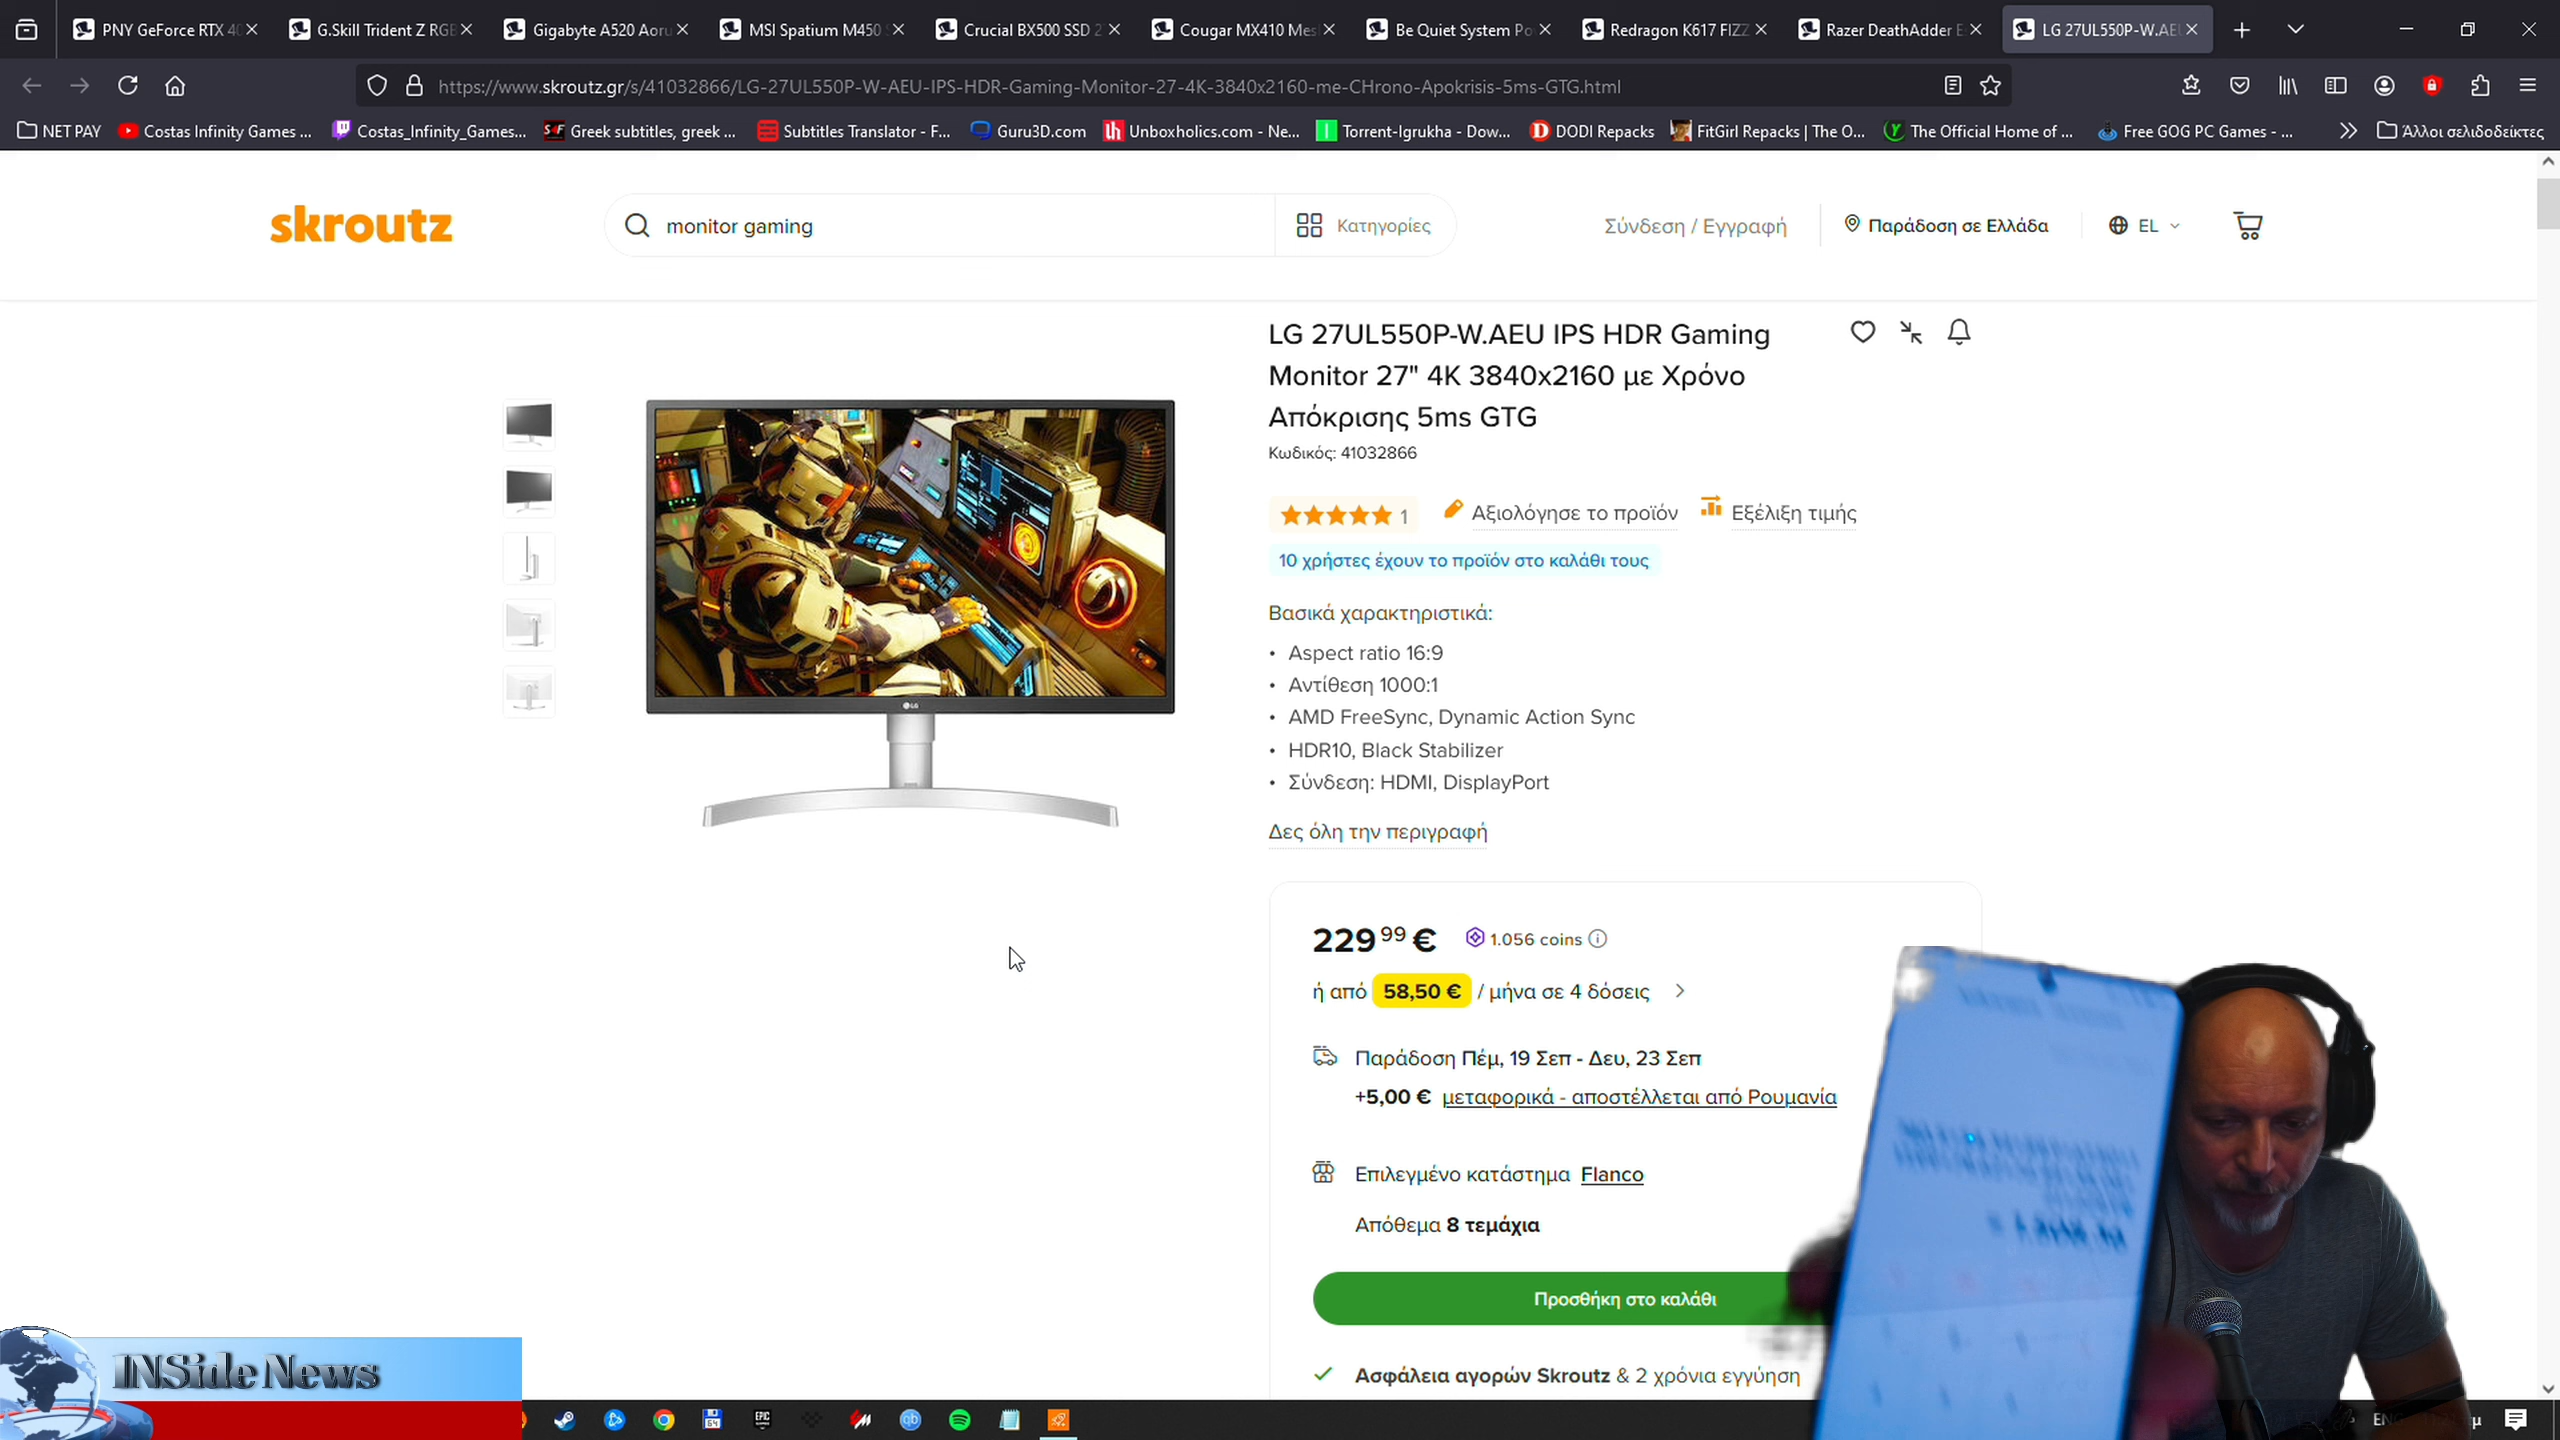 PNY GeForce RTX 40
G.Skill Trident Z RGB
Gigabyte A520 Aoru
MSI Spatium M450 S
Crucial BX500 SSD 2
Cougar MX410 Mes
Be Quiet System Po
Redragon K617 FIZZ
Razer DeathAdder E
LG 27UL550P-W.AEU
https://www.skroutz.gr/s/41032866/LG-27UL550P-W-AEU-IPS-HDR-Gaming-Monitor-27-4K-3840x2160-me-CHrono-Apokrisis-5ms-GTG.html
NET PAY
Costas Infinity Games ...
Costas_Infinity_Games...
Greek subtitles, greek ...
Subtitles Translator - F...
Guru3D.com
Unboxholics.com - Ne...
Torrent-Igrukha - Dow...
DODI Repacks
FitGirl Repacks | The O...
The Official Home of ...
Free GOG PC Games - ...
Άλλοι σελιδοδείκτες
skroutz
monitor gaming
Κατηγορίες
Σύνδεση / Εγγραφή
Παράδοση σε Ελλάδα
EL
LG 27UL550P-W.AEU IPS HDR Gaming
Monitor 27" 4K 3840x2160 με Χρόνο
Απόκρισης 5ms GTG
Κωδικός: 41032866
1
Αξιολόγησε το προϊόν
Εξέλιξη τιμής
10 χρήστες έχουν το προϊόν στο καλάθι τους
Βασικά χαρακτηριστικά:
• Aspect ratio 16:9
• Αντίθεση 1000:1
• AMD FreeSync, Dynamic Action Sync
• HDR10, Black Stabilizer
• Σύνδεση: HDMI, DisplayPort
Δες όλη την περιγραφή
LG
229 99 €
1.056 coins
ή από 58,50 € / μήνα σε 4 δόσεις
Παράδοση Πέμ, 19 Σεπ - Δευ, 23 Σεπ
+5,00 € μεταφορικά - αποστέλλεται από Ρουμανία
Επιλεγμένο κατάστημα Flanco
Απόθεμα 8 τεμάχια
Προσθήκη στο καλάθι
Ασφάλεια αγορών Skroutz & 2 χρόνια εγγύηση
INSide News